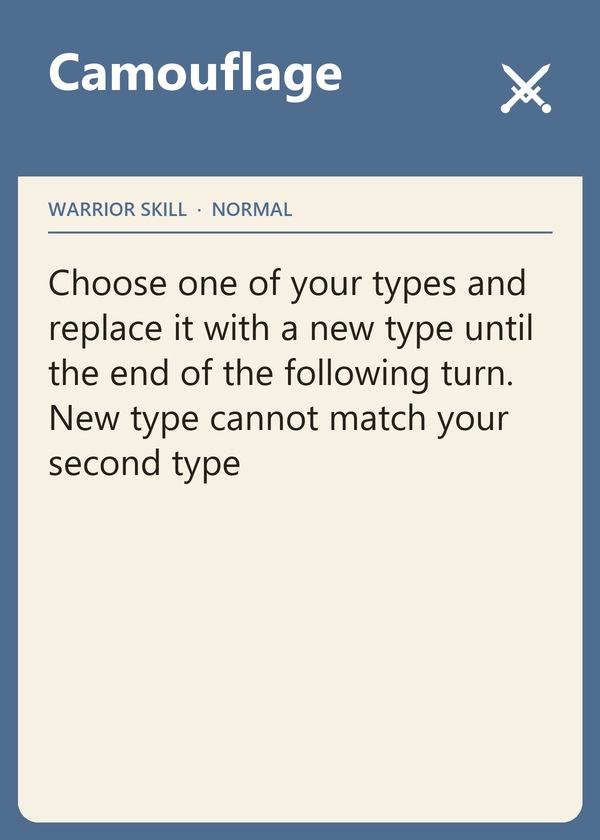 Camouflage
WARRIOR SKILL · NORMAL
Choose one of your types and
replace it with a new type until
the end of the following turn.
New type cannot match your
second type